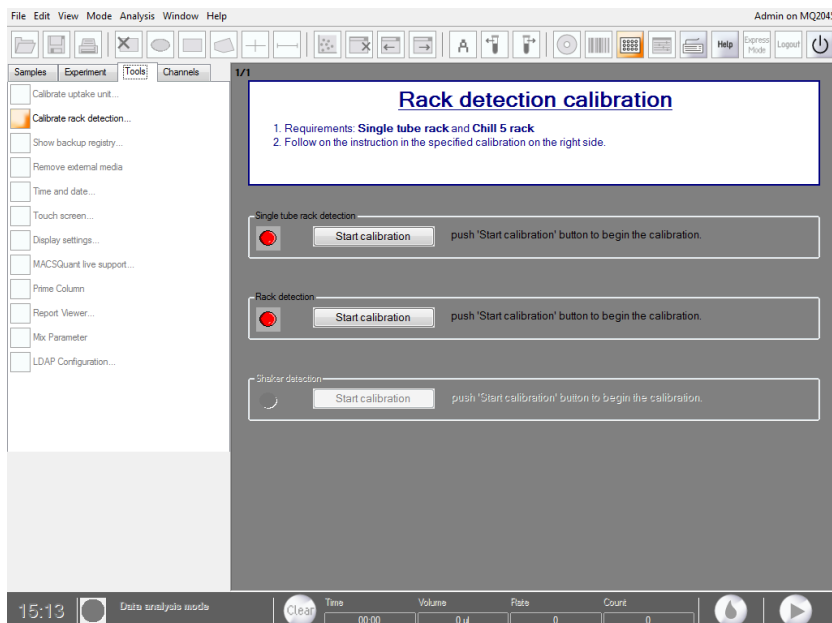 File Edit View Mode Analysis Window Help
Admin on MQ2045
Help
Express Mode
Logout
Samples Experiment Tools Channels
1/1
Calibrate uptake unit...
Calibrate rack detection...
Show backup registry...
Remove external media
Time and date...
Touch screen...
Display settings...
MACSQuant live support...
Prime Column
Report Viewer...
Mix Parameter
LDAP Configuration...
Rack detection calibration
1. Requirements: Single tube rack and Chill 5 rack
2. Follow on the instruction in the specified calibration on the right side.
Single tube rack detection
Start calibration
push 'Start calibration' button to begin the calibration.
Rack detection
Start calibration
push 'Start calibration' button to begin the calibration.
Shaker detection
Start calibration
push 'Start calibration' button to begin the calibration.
15:13
Data analysis mode
Clear
Time Volume Rate Count
00:00 0 µl 0 0